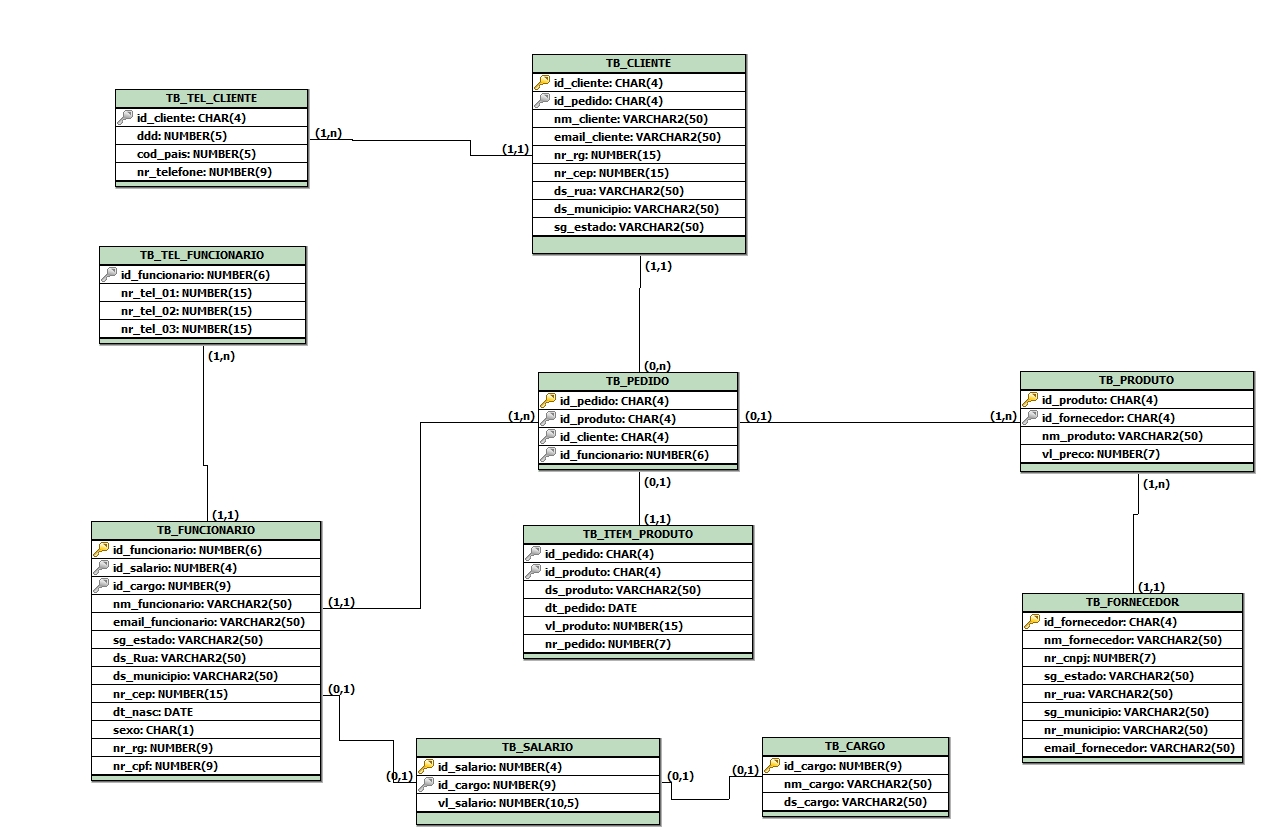 TB_CLIENTE
id_cliente: CHAR(4)
id_pedido: CHAR(4)
nm_cliente: VARCHAR2(50)
email_cliente: VARCHAR2(50)
nr_rg: NUMBER(15)
nr_cep: NUMBER(15)
ds_rua: VARCHAR2(50)
ds_municipio: VARCHAR2(50)
sg_estado: VARCHAR2(50)
TB_TEL_CLIENTE
id_cliente: CHAR(4)
ddd: NUMBER(5)
cod_pais: NUMBER(5)
nr_telefone: NUMBER(9)
(1,n)
(1,1)
(1,1)
(0,n)
TB_TEL_FUNCIONARIO
id_funcionario: NUMBER(6)
nr_tel_01: NUMBER(15)
nr_tel_02: NUMBER(15)
nr_tel_03: NUMBER(15)
(1,n)
(1,1)
TB_PEDIDO
id_pedido: CHAR(4)
id_produto: CHAR(4)
id_cliente: CHAR(4)
id_funcionario: NUMBER(6)
(1,n)
(0,1)
(1,n)
(0,1)
(1,1)
TB_PRODUTO
id_produto: CHAR(4)
id_fornecedor: CHAR(4)
nm_produto: VARCHAR2(50)
vl_preco: NUMBER(7)
(1,n)
(1,1)
TB_FUNCIONARIO
id_funcionario: NUMBER(6)
id_salario: NUMBER(4)
id_cargo: NUMBER(9)
nm_funcionario: VARCHAR2(50)
email_funcionario: VARCHAR2(50)
sg_estado: VARCHAR2(50)
ds_Rua: VARCHAR2(50)
ds_municipio: VARCHAR2(50)
nr_cep: NUMBER(15)
dt_nasc: DATE
sexo: CHAR(1)
nr_rg: NUMBER(9)
nr_cpf: NUMBER(9)
(1,1)
(0,1)
(0,1)
TB_ITEM_PRODUTO
id_pedido: CHAR(4)
id_produto: CHAR(4)
ds_produto: VARCHAR2(50)
dt_pedido: DATE
vl_produto: NUMBER(15)
nr_pedido: NUMBER(7)
TB_FORNECEDOR
id_fornecedor: CHAR(4)
nm_fornecedor: VARCHAR2(50)
nr_cnpj: NUMBER(7)
sg_estado: VARCHAR2(50)
nr_rua: VARCHAR2(50)
sg_municipio: VARCHAR2(50)
nr_municipio: VARCHAR2(50)
email_fornecedor: VARCHAR2(50)
TB_SALARIO
id_salario: NUMBER(4)
id_cargo: NUMBER(9)
vl_salario: NUMBER(10,5)
(0,1)
(0,1)
TB_CARGO
id_cargo: NUMBER(9)
nm_cargo: VARCHAR2(50)
ds_cargo: VARCHAR2(50)